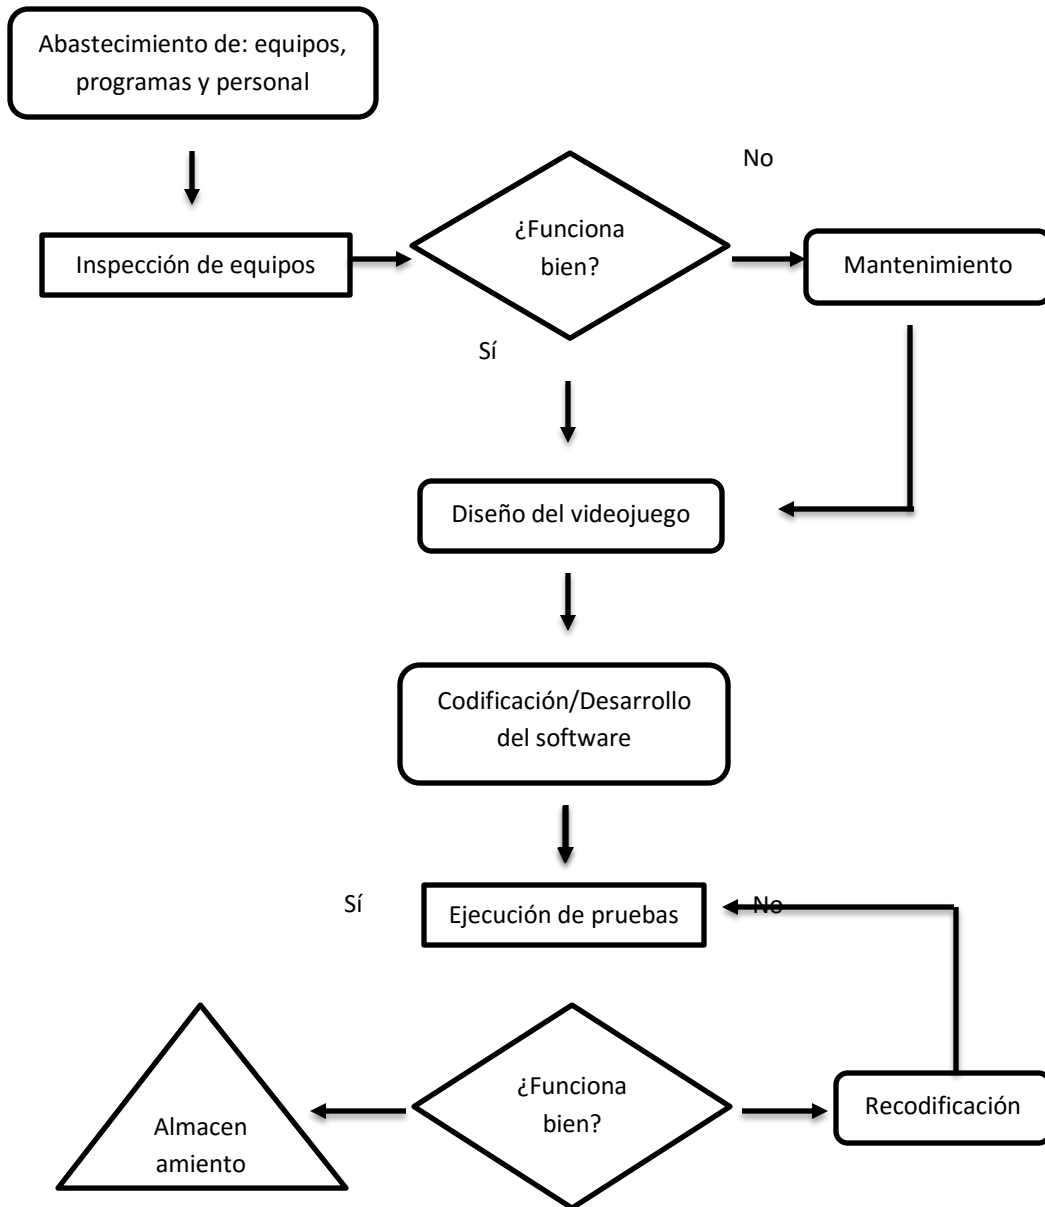 Abastecimiento de: equipos,
programas y personal
No
¿Funciona
bien?
Inspección de equipos
Mantenimiento
Sí
Diseño del videojuego
Codificación/Desarrollo
del software
Sí
Ejecución de pruebas
No
¿Funciona
bien?
Recodificación
Almacen
amiento